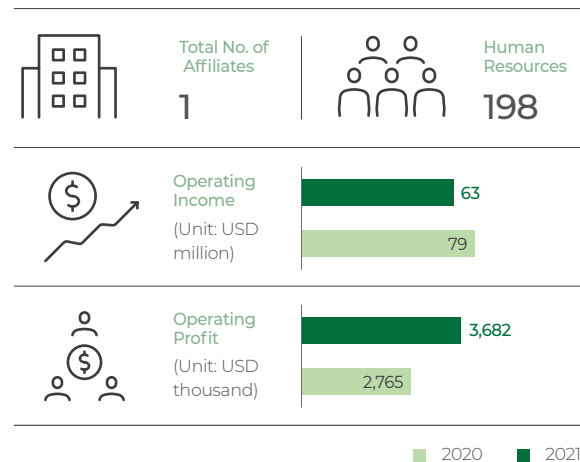 Total No. of
Affiliates
1
Human
Resources
198
Operating
Income
(Unit: USD
million)
63
79
Operating
Profit
(Unit: USD
thousand)
3,682
2,765
2020
2021